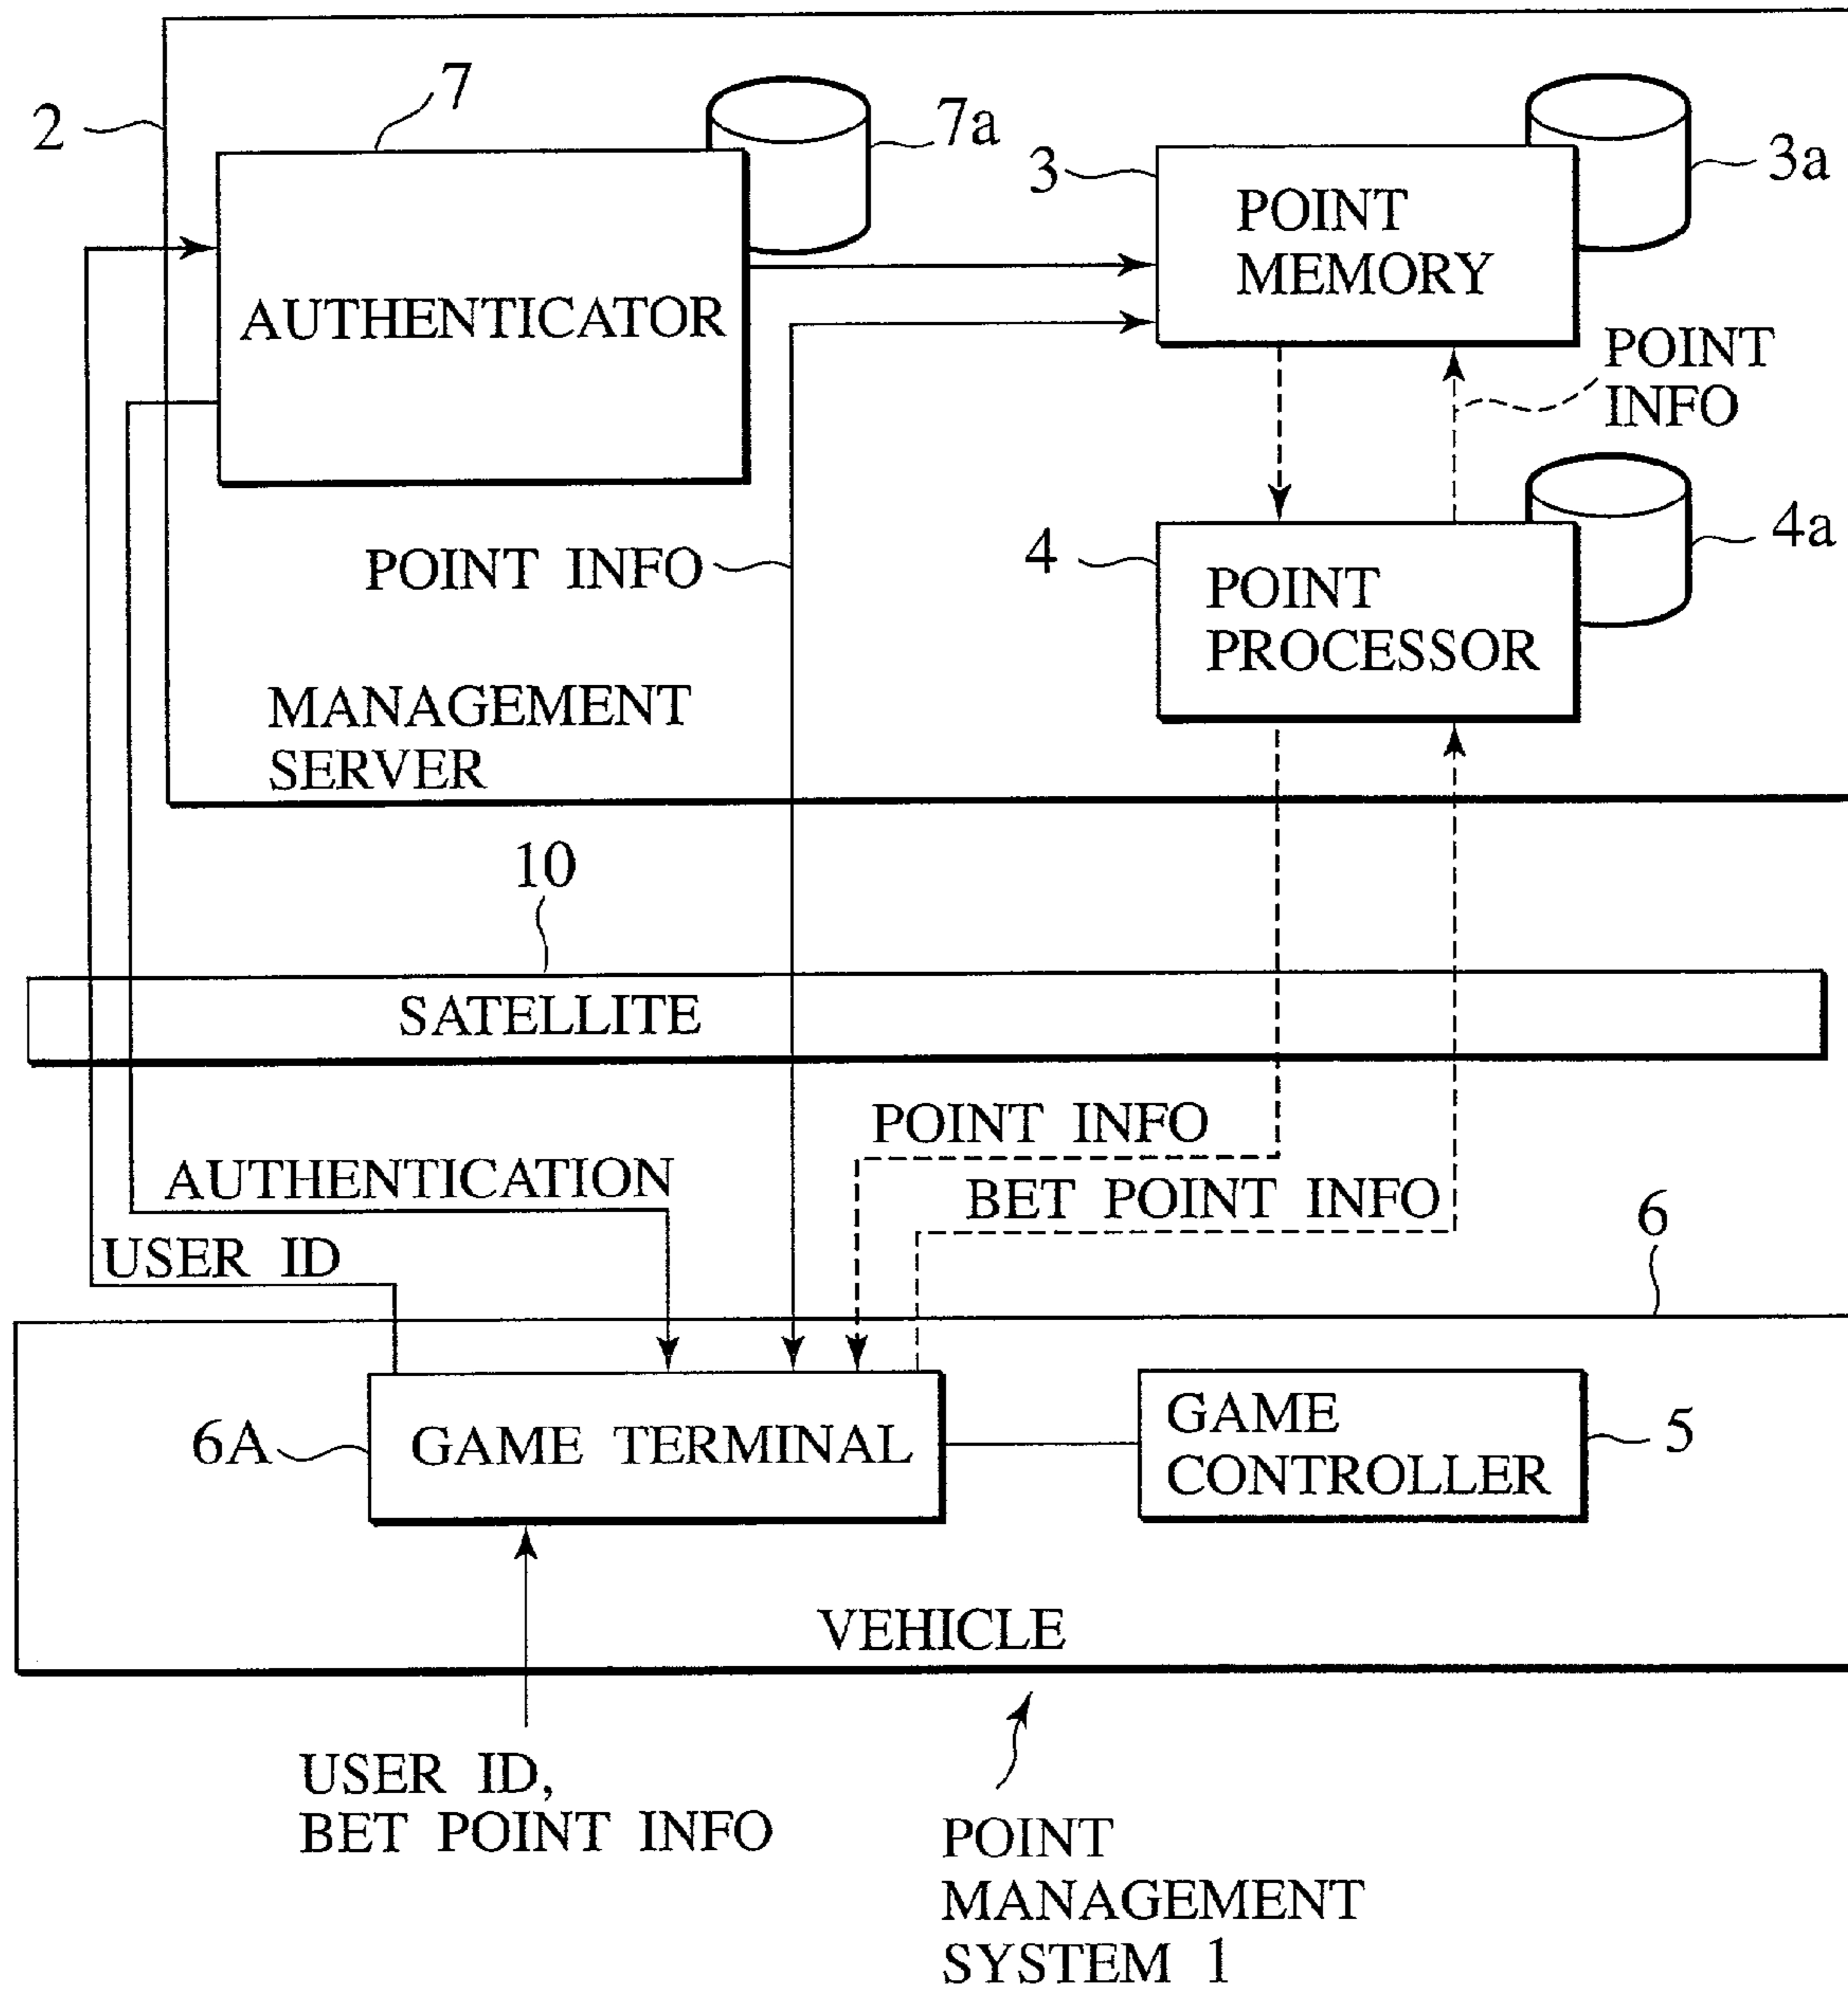 7
7a
2
3
3a
POINT
MEMORY
AUTHENTICATOR
POINT
INFO
POINT INFO
4
4a
POINT
PROCESSOR
MANAGEMENT
SERVER
10
SATELLITE
POINT INFO
AUTHENTICATION
BET POINT INFO
6
USER ID
6A
GAME TERMINAL
GAME
CONTROLLER
5
VEHICLE
USER ID,
BET POINT INFO
POINT
MANAGEMENT
SYSTEM 1